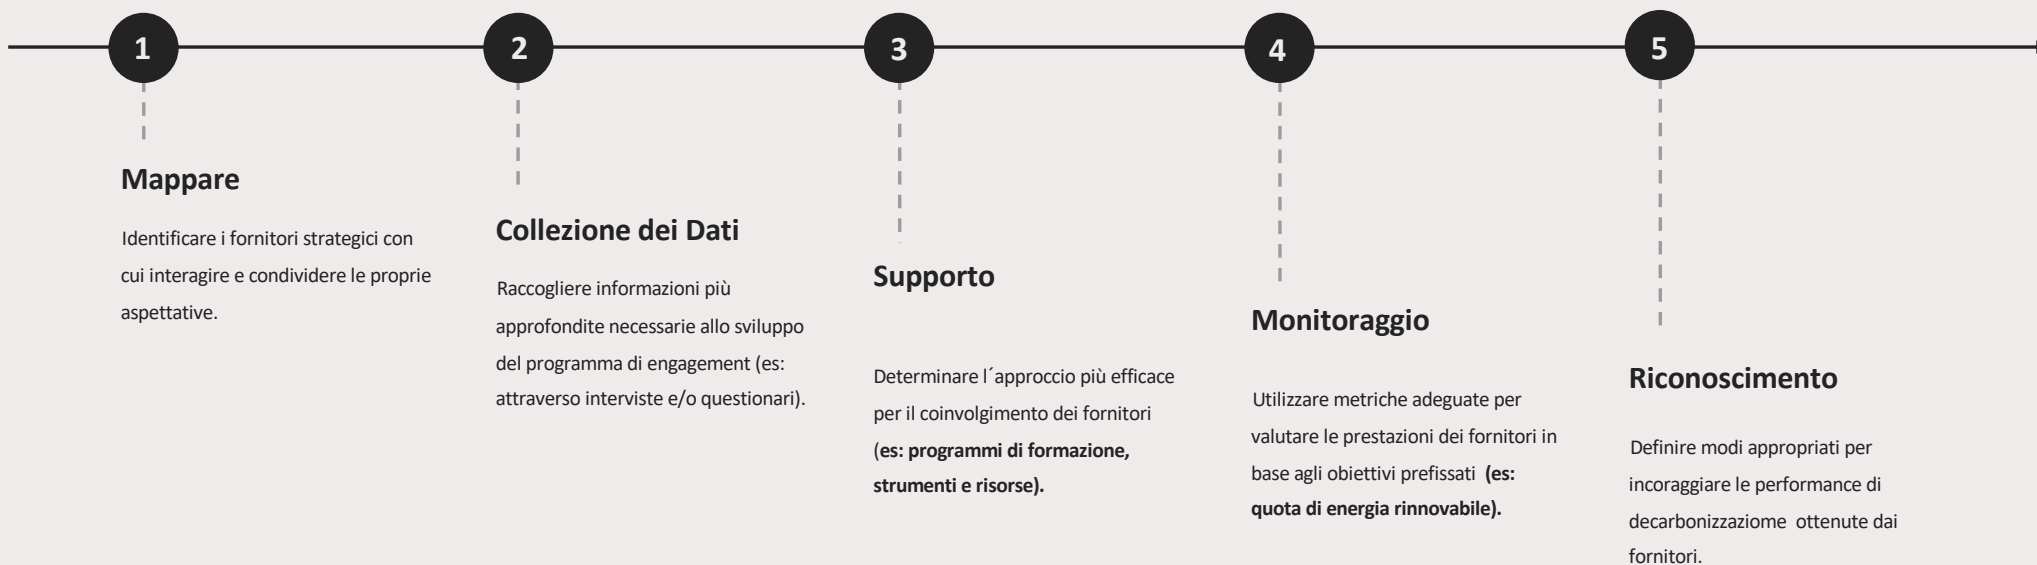 1
Mappare
Identificare i fornitori strategici con
cui interagire e condividere le proprie
aspettative.
2
Collezione dei Dati
Raccogliere informazioni più
approfondite necessarie allo sviluppo
del programma di engagement (es:
attraverso interviste e/o questionari).
3
Supporto
Determinare l´approccio più efficace
per il coinvolgimento dei fornitori
(es: programmi di formazione,
strumenti e risorse).
4
Monitoraggio
Utilizzare metriche adeguate per
valutare le prestazioni dei fornitori in
base agli obiettivi prefissati (es:
quota di energia rinnovabile).
5
Riconoscimento
Definire modi appropriati per
incoraggiare le performance di
decarbonizzaziome ottenute dai
fornitori.